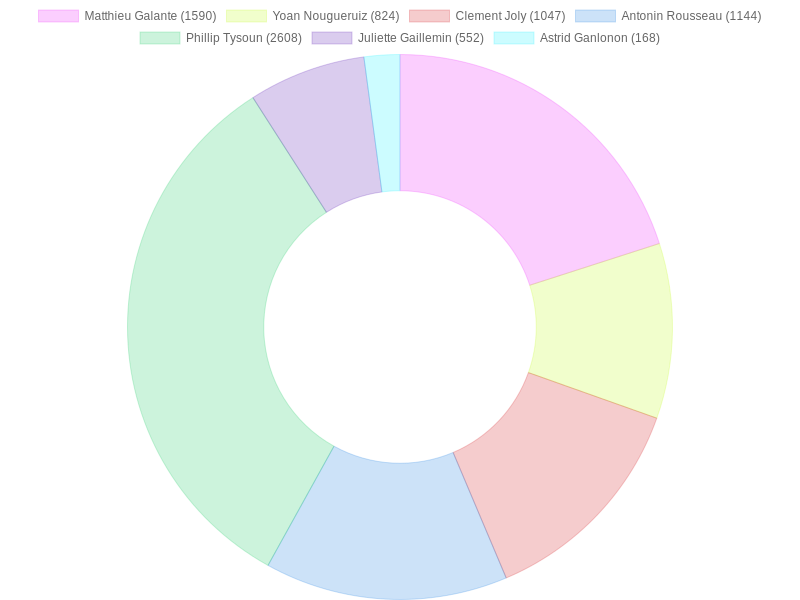 Matthieu Galante (1590) Yoan Nougueruiz (824) Clement Joly (1047) Antonin Rousseau (1144)
Phillip Tysoun (2608) Juliette Gaillemin (552) Astrid Ganlonon (168)